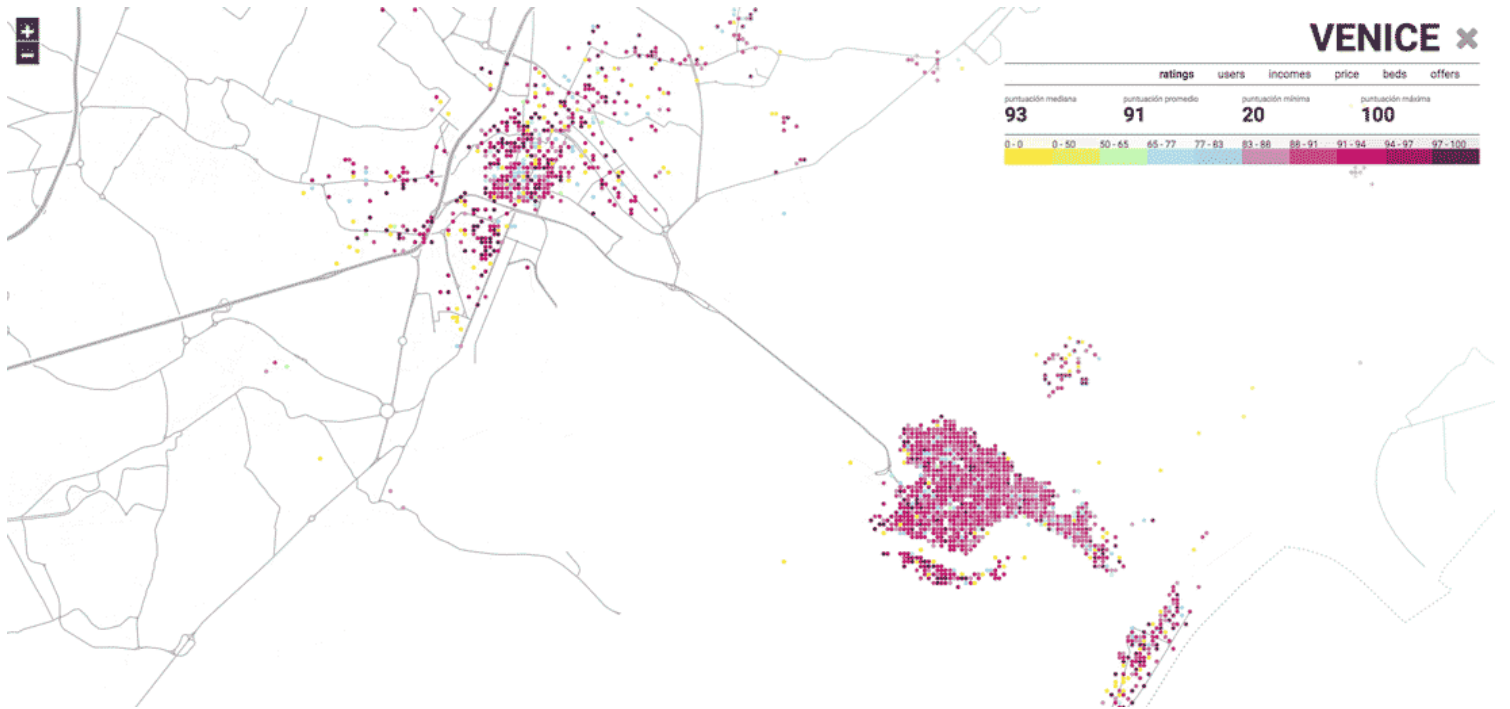 +
VENICE ×
−
ratings users incomes price beds offers
puntuación mediana puntuación promedio puntuación mínima puntuación máxima
93 91 20 100
0 - 0 0 - 50 50 - 65 65 - 77 77 - 83 83 - 88 88 - 91 91 - 94 94 - 97 97 - 100